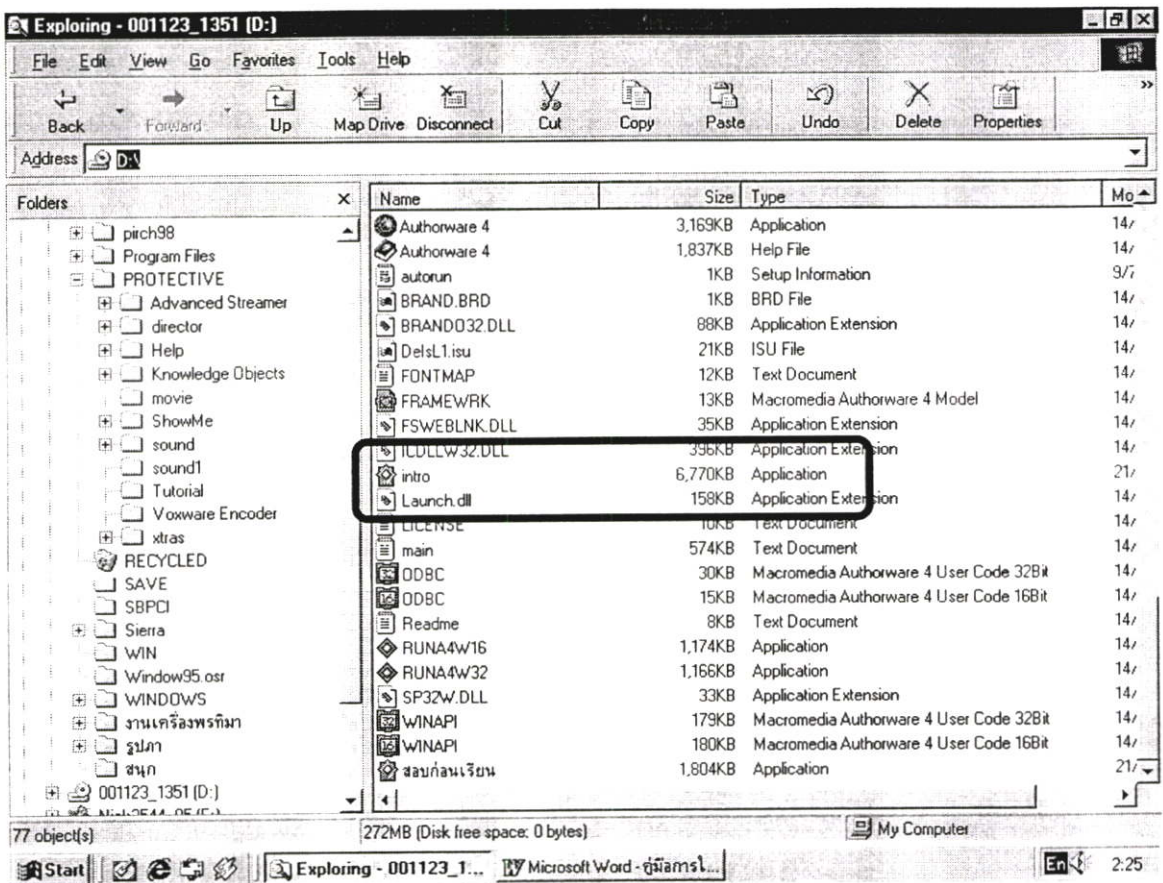 Exploring - 001123_1351 (D:)
File Edit View Go Favorites Tools Help
Back Forward Up Map Drive Disconnect Cut Copy Paste Undo Delete Properties »
Address D:\
Folders
pirch98
Program Files
PROTECTIVE
Advanced Streamer
director
Help
Knowledge Objects
movie
ShowMe
sound
sound1
Tutorial
Voxware Encoder
xtras
RECYCLED
SAVE
SBPCI
Sierra
WIN
Window95.osr
WINDOWS
งานเครื่องพรทิมา
รูปภา
สนุก
001123_1351 (D:)
Name Size Type Mo
Authorware 4 3,169KB Application 14/
Authorware 4 1,837KB Help File 14/
autorun 1KB Setup Information 9/7
BRAND.BRD 1KB BRD File 14/
BRANDO32.DLL 88KB Application Extension 14/
DelsL1.isu 21KB ISU File 14/
FONTMAP 12KB Text Document 14/
FRAMEWRK 13KB Macromedia Authorware 4 Model 14/
FSWEBLNK.DLL 35KB Application Extension 14/
ICDLLW32.DLL 396KB Application Extension 14/
intro 6,770KB Application 21/
Launch.dll 158KB Application Extension 14/
LICENSE 10KB Text Document 14/
main 574KB Text Document 14/
ODBC 30KB Macromedia Authorware 4 User Code 32Bit 14/
ODBC 15KB Macromedia Authorware 4 User Code 16Bit 14/
Readme 8KB Text Document 14/
RUNA4W16 1,174KB Application 14/
RUNA4W32 1,166KB Application 14/
SP32W.DLL 33KB Application Extension 14/
WINAPI 179KB Macromedia Authorware 4 User Code 32Bit 14/
WINAPI 180KB Macromedia Authorware 4 User Code 16Bit 14/
สอบก่อนเรียน 1,804KB Application 21/
77 object(s) 272MB (Disk free space: 0 bytes) My Computer
Start Exploring - 001123_1... Microsoft Word - คู่มือการใ... En 2:25